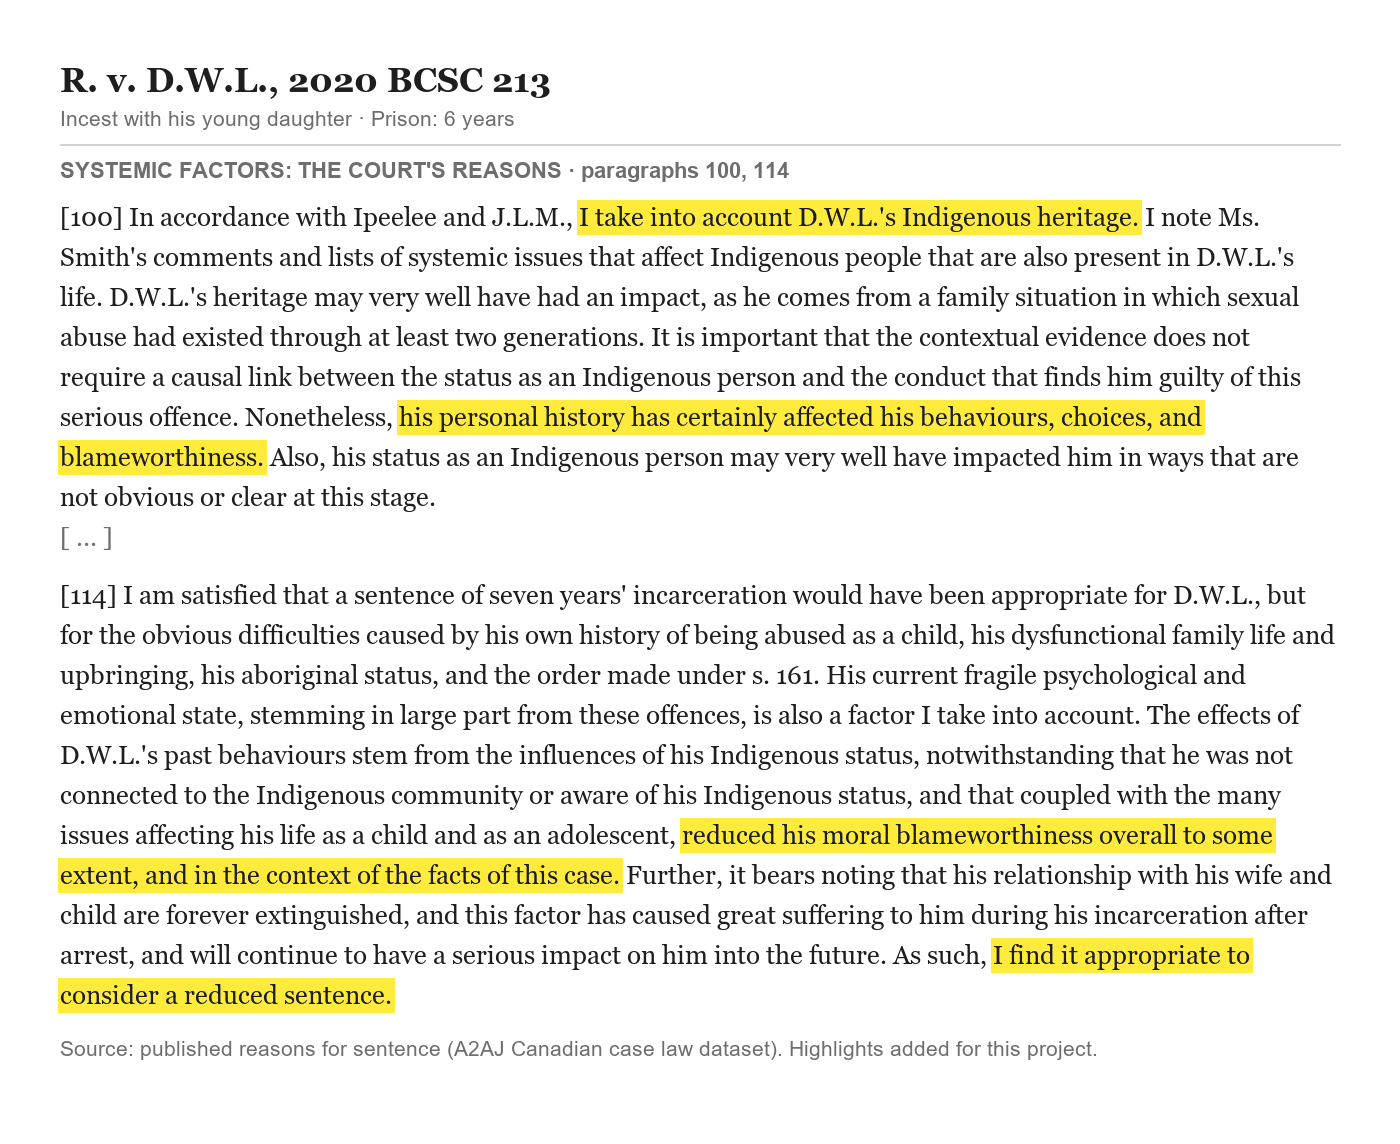 R. v. D.W.L., 2020 BCSC 213
Incest with his young daughter · Prison: 6 years
SYSTEMIC FACTORS: THE COURT'S REASONS · paragraphs 100, 114
[100] In accordance with Ipeelee and J.L.M., I take into account D.W.L.'s Indigenous heritage. I note Ms.
Smith's comments and lists of systemic issues that affect Indigenous people that are also present in D.W.L.'s
life. D.W.L.'s heritage may very well have had an impact, as he comes from a family situation in which sexual
abuse had existed through at least two generations. It is important that the contextual evidence does not
require a causal link between the status as an Indigenous person and the conduct that finds him guilty of this
serious offence. Nonetheless, his personal history has certainly affected his behaviours, choices, and
blameworthiness. Also, his status as an Indigenous person may very well have impacted him in ways that are
not obvious or clear at this stage.
[ ... ]
[114] I am satisfied that a sentence of seven years' incarceration would have been appropriate for D.W.L., but
for the obvious difficulties caused by his own history of being abused as a child, his dysfunctional family life and
upbringing, his aboriginal status, and the order made under s. 161. His current fragile psychological and
emotional state, stemming in large part from these offences, is also a factor I take into account. The effects of
D.W.L.'s past behaviours stem from the influences of his Indigenous status, notwithstanding that he was not
connected to the Indigenous community or aware of his Indigenous status, and that coupled with the many
issues affecting his life as a child and as an adolescent, reduced his moral blameworthiness overall to some
extent, and in the context of the facts of this case. Further, it bears noting that his relationship with his wife and
child are forever extinguished, and this factor has caused great suffering to him during his incarceration after
arrest, and will continue to have a serious impact on him into the future. As such, I find it appropriate to
consider a reduced sentence.
Source: published reasons for sentence (A2AJ Canadian case law dataset). Highlights added for this project.